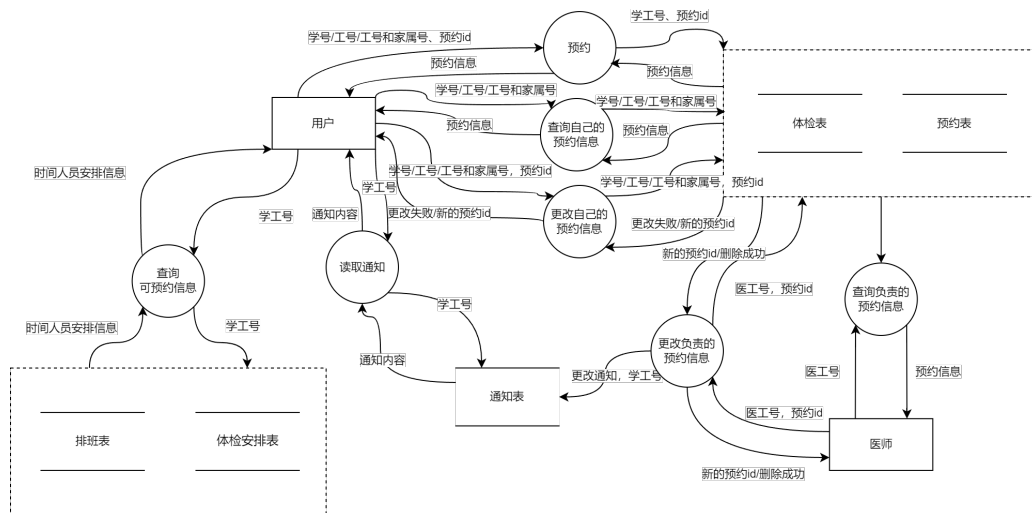 学工号、预约id
学号/工号/工号和家属号、预约id
预约
预约信息
预约信息
学号/工号/工号和家属号
学号/工号/工号和家属号
用户
预约信息
查询自己的
预约信息
预约信息
体检表
预约表
时间人员安排信息
学号/工号/工号和家属号，预约id
学工号
学号/工号/工号和家属号，预约id
学工号
通知内容
更改失败/新的预约id
更改自己的
预约信息
更改失败/新的预约id
新的预约id/删除成功
查询
可预约信息
读取通知
医工号，预约id
查询负责的
预约信息
时间人员安排信息
学工号
学工号
更改负责的
预约信息
通知内容
更改通知，学工号
医工号
预约信息
通知表
医工号，预约id
排班表
体检安排表
医师
新的预约id/删除成功